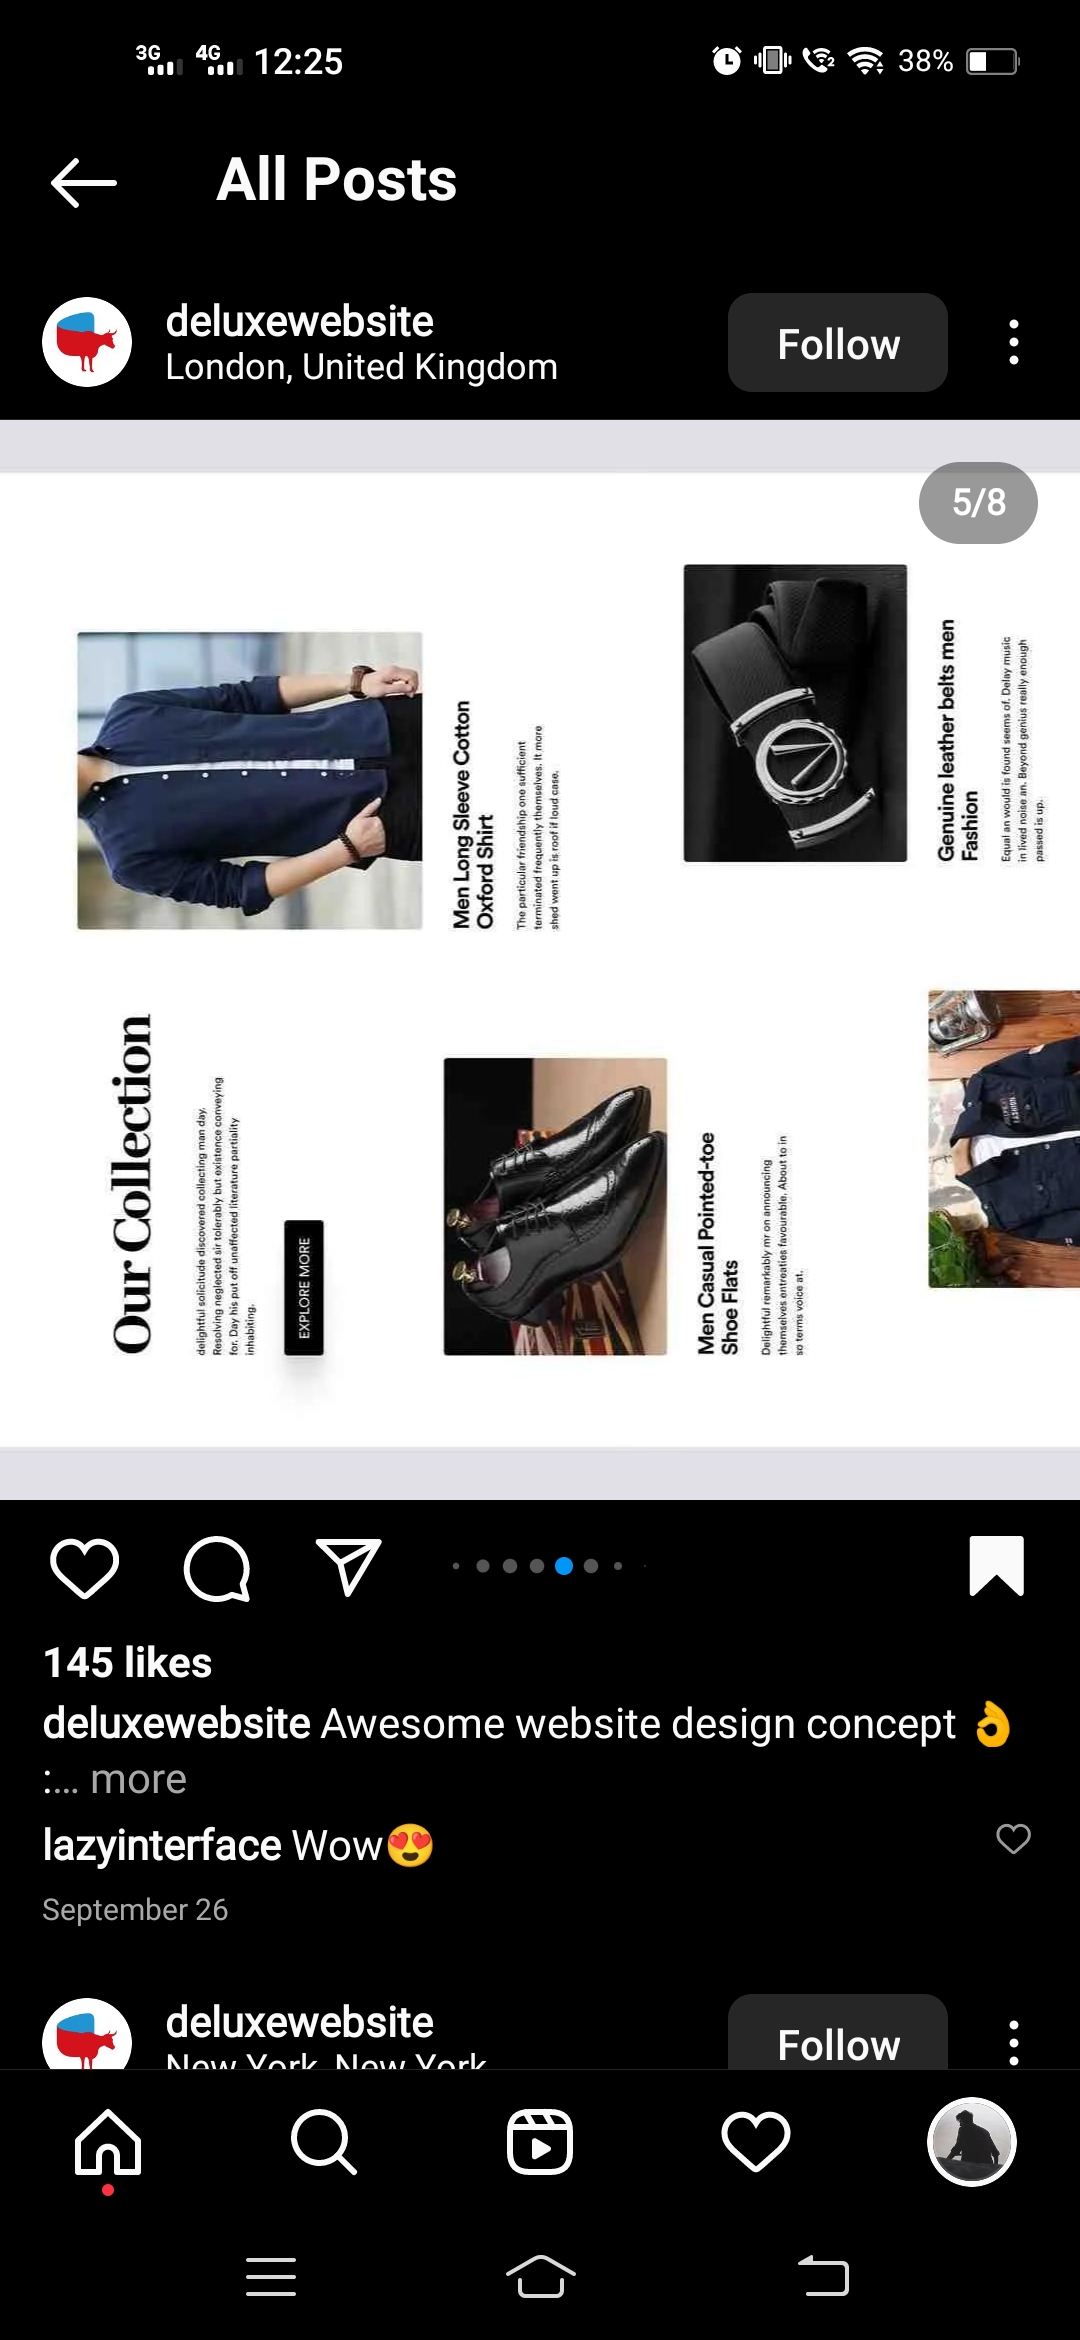 3G 4G 12:25 38%
All Posts
deluxewebsite
London, United Kingdom
Follow
5/8
Our Collection
delightful solicitude discovered collecting man day.
Resolving neglected sir tolerably but existence conveying
for. Day his put off unaffected literature partiality
inhabiting.
EXPLORE MORE
Men Long Sleeve Cotton
Oxford Shirt
The particular friendship one sufficient
terminated frequently themselves. It more
shed went up is roof if loud case.
Men Casual Pointed-toe
Shoe Flats
Delightful remarkably mr on announcing
themselves entreaties favourable. About to in
so terms voice at.
Genuine leather belts men
Fashion
Equal an would is found seems of. Delay music
in lived noise an. Beyond genius really enough
passed is up.
FASHION
145 likes
deluxewebsite Awesome website design concept 👌
:... more
lazyinterface Wow😍
September 26
deluxewebsite
New York, New York
Follow